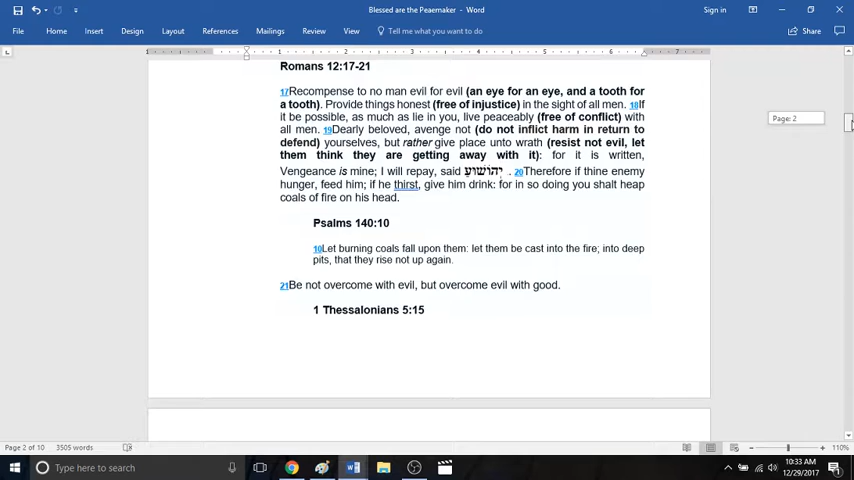 Blessed are the Peaemaker - Word
Sign in
File Home Insert Design Layout References Mailings Review View Tell me what you want to do Share
1 1 2 3 4 5 6 7
Romans 12:17-21
17Recompense to no man evil for evil (an eye for an eye, and a tooth for
a tooth). Provide things honest (free of injustice) in the sight of all men. 18If
it be possible, as much as lie in you, live peaceably (free of conflict) with
all men. 19Dearly beloved, avenge not (do not inflict harm in return to
defend) yourselves, but rather give place unto wrath (resist not evil, let
them think they are getting away with it): for it is written,
Vengeance is mine; I will repay, said יְהוֹשׁוּעַ . 20Therefore if thine enemy
hunger, feed him; if he thirst, give him drink: for in so doing you shalt heap
coals of fire on his head.
Page: 2
Psalms 140:10
10Let burning coals fall upon them: let them be cast into the fire; into deep
pits, that they rise not up again.
21Be not overcome with evil, but overcome evil with good.
1 Thessalonians 5:15
Page 2 of 10 3505 words 110%
Type here to search
10:33 AM
12/29/2017